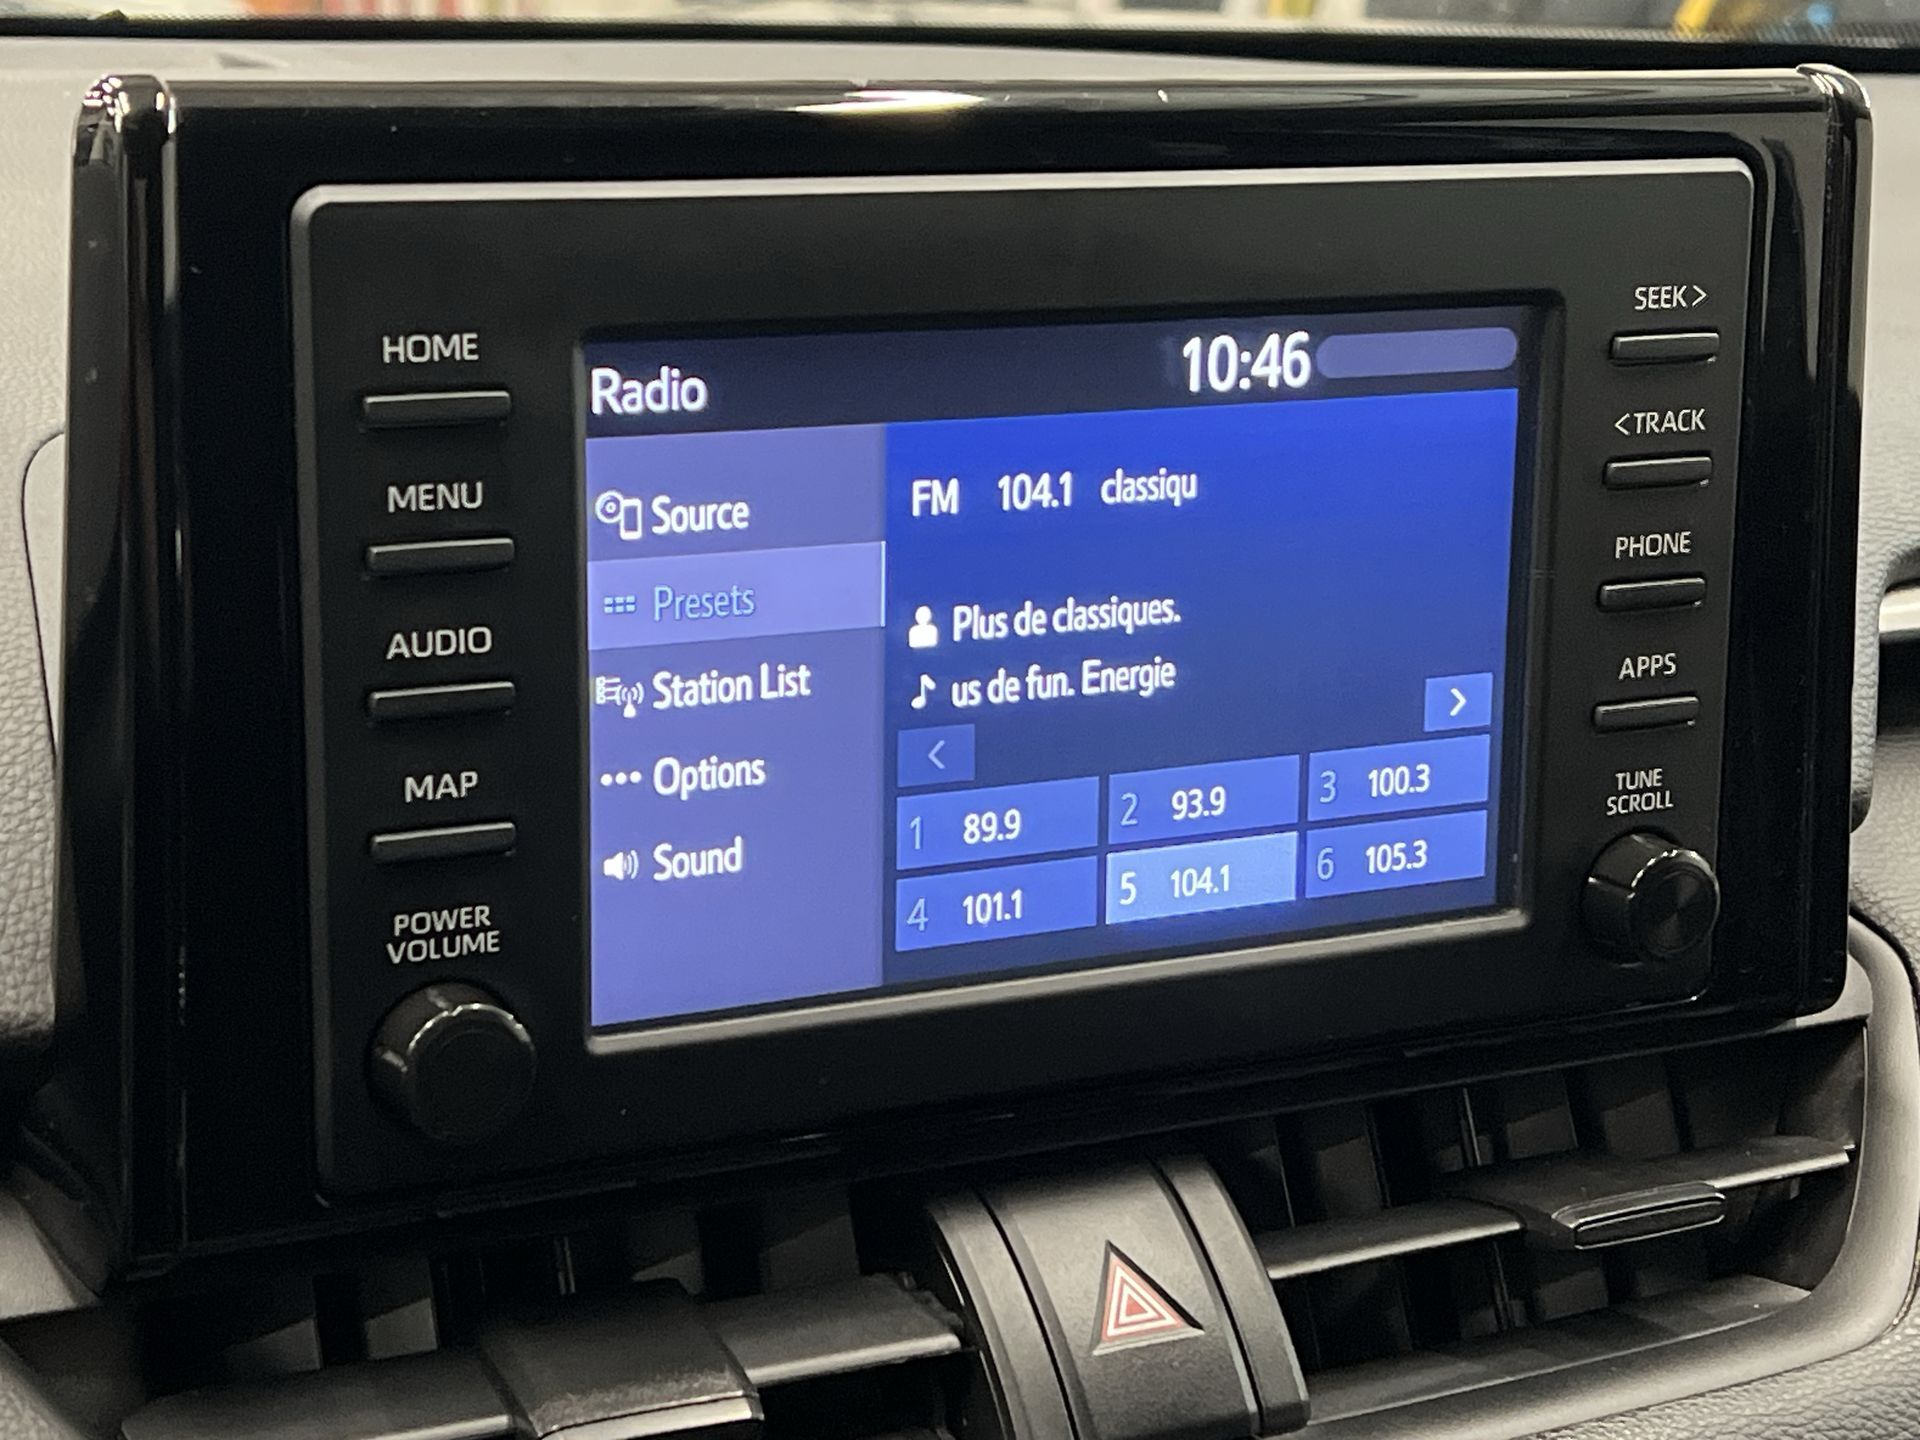 HOME
MENU
AUDIO
MAP
POWER
VOLUME
Radio
10:46
Source
Presets
Station List
Options
Sound
FM 104.1 classiqu
Plus de classiques.
us de fun. Energie
<
>
1 89.9
2 93.9
3 100.3
4 101.1
5 104.1
6 105.3
SEEK >
< TRACK
PHONE
APPS
TUNE
SCROLL